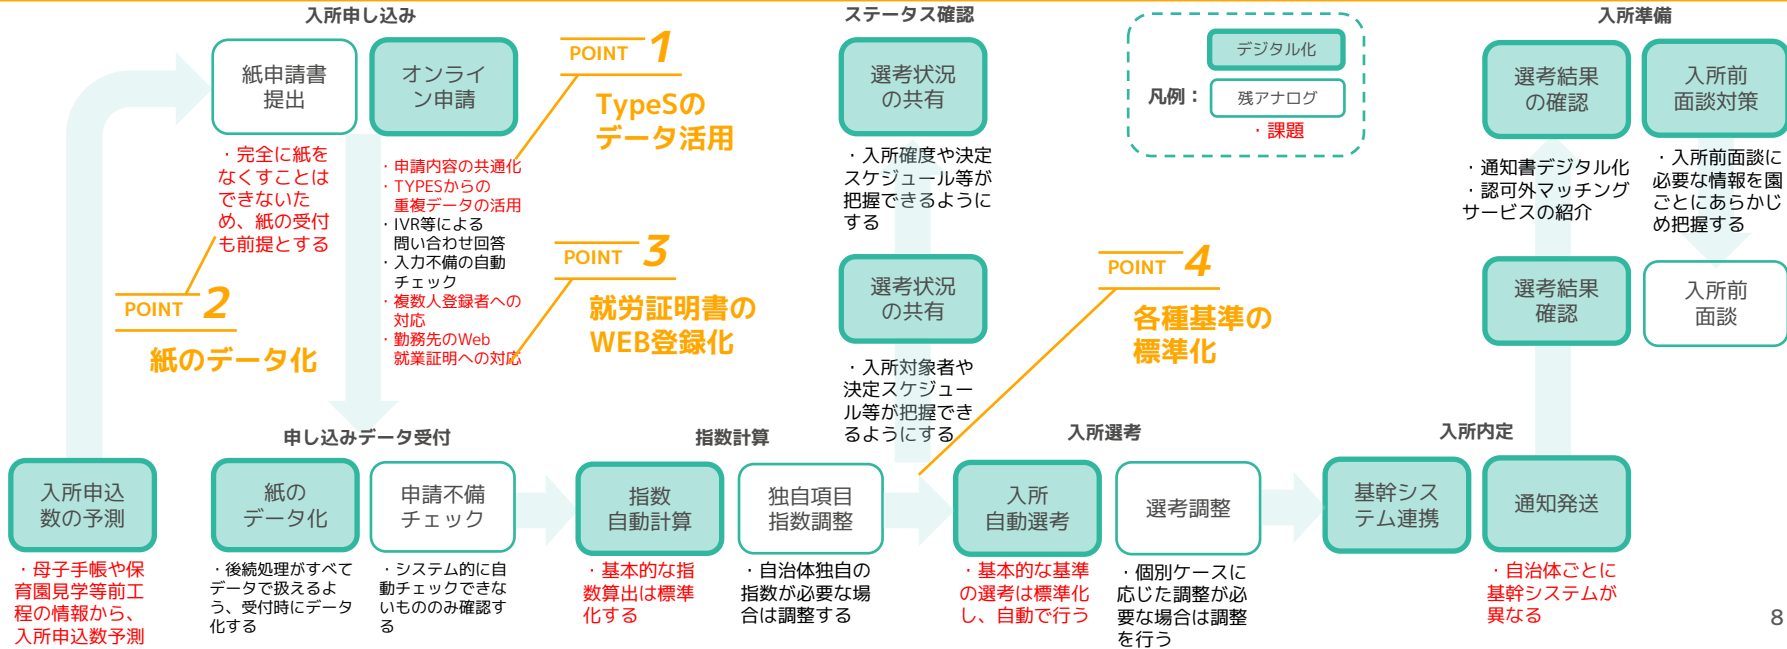 入所申し込み
紙申請書
提出
オンライ
ン申請
・完全に紙を
なくすことは
できないた
め、紙の受付
も前提とする
・申請内容の共通化
・TYPESからの
重複データの活用
・IVR等による
問い合わせ回答
・入力不備の自動
チェック
・複数人登録者への
対応
・勤務先のWeb
就業証明への対応
POINT 1
TypeSの
データ活用
POINT 2
紙のデータ化
POINT 3
就労証明書の
WEB登録化
ステータス確認
選考状況
の共有
・入所確度や決定
スケジュール等が
把握できるように
する
選考状況
の共有
・入所対象者や
決定スケジュー
ル等が把握でき
るようにする
凡例：
デジタル化
残アナログ
・課題
POINT 4
各種基準の
標準化
入所準備
選考結果
の確認
入所前
面談対策
・通知書デジタル化
・認可外マッチング
サービスの紹介
・入所前面談に
必要な情報を園
ごとにあらかじ
め把握する
選考結果
確認
入所前
面談
入所申込
数の予測
・母子手帳や保
育園見学等前工
程の情報から、
入所申込数予測
申し込みデータ受付
紙の
データ化
申請不備
チェック
・後続処理がすべて
データで扱えるよ
う、受付時にデータ
化する
・システム的に自
動チェックできな
いもののみ確認す
る
指数計算
指数
自動計算
独自項目
指数調整
・基本的な指
数算出は標準
化する
・自治体独自の
指数が必要な場
合は調整する
入所選考
入所
自動選考
選考調整
・基本的な基準
の選考は標準化
し、自動で行う
・個別ケースに
応じた調整が必
要な場合は調整
を行う
入所内定
基幹シス
テム連携
通知発送
・自治体ごとに
基幹システムが
異なる
8